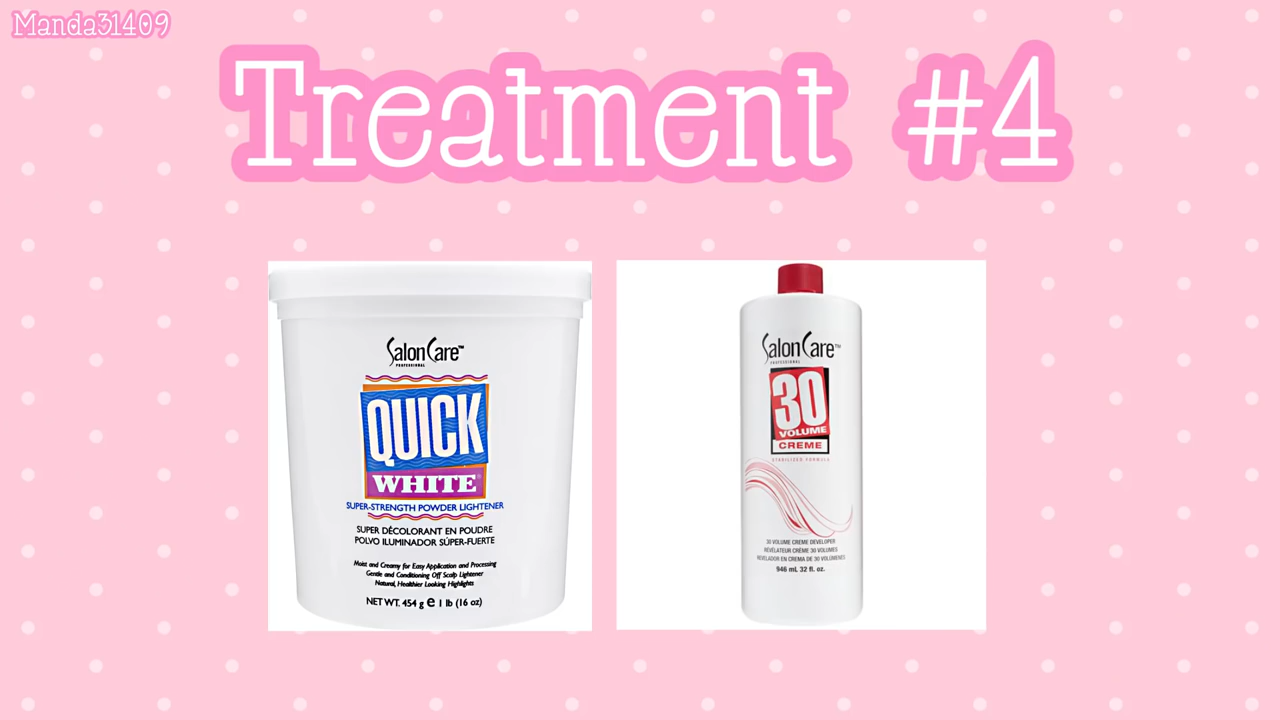 Manda31409
Treatment #4
SalonCare™
PROFESSIONAL
QUICK
WHITE
SUPER-STRENGTH POWDER LIGHTENER
SUPER DÉCOLORANT EN POUDRE
POLVO ILUMINADOR SÚPER-FUERTE
Moist and Creamy for Easy Application and Processing
Gentle and Conditioning Off Scalp Lightener
Natural, Healthier Looking Highlights
NET WT. 454 g e 1 lb (16 oz)
SalonCare™
PROFESSIONAL
30
VOLUME
CREME
STABILIZED FORMULA
30 VOLUME CREME DEVELOPER
RÉVÉLATEUR CRÈME 30 VOLUMES
REVELADOR EN CREMA DE 30 VOLÚMENES
946 mL 32 fl. oz.